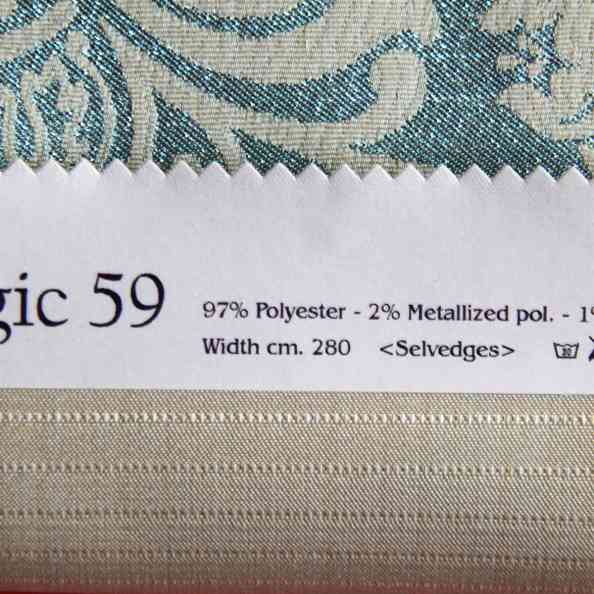 gic 59
97% Polyester - 2% Metallized pol. - 1%
Width cm. 280 <Selvedges>